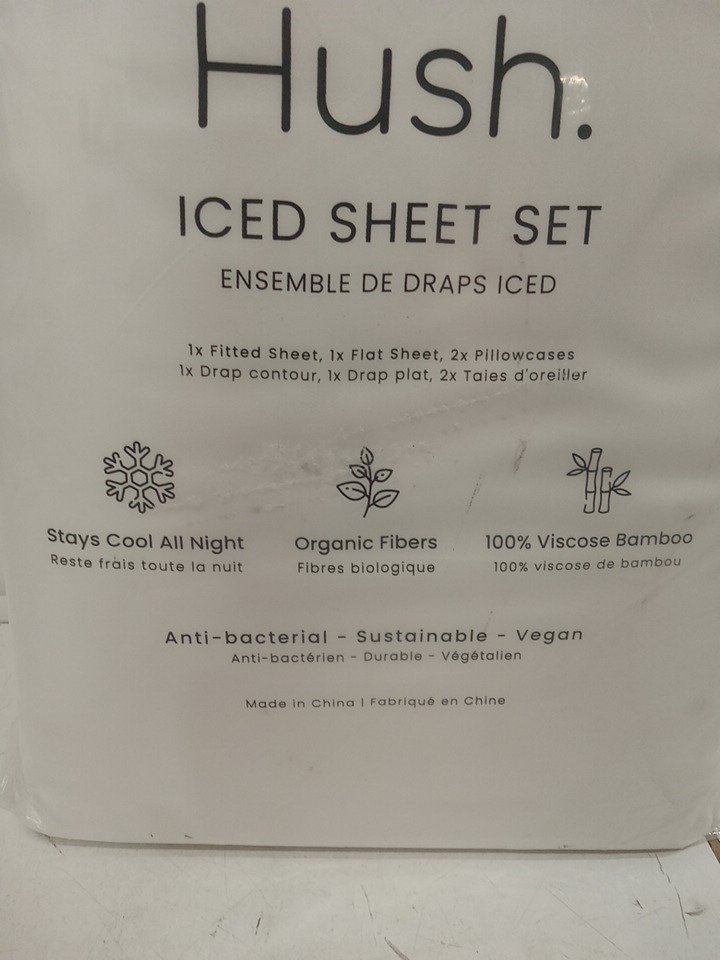 Hush.
ICED SHEET SET
ENSEMBLE DE DRAPS ICED
1x Fitted Sheet, 1x Flat Sheet, 2x Pillowcases
1x Drap contour, 1x Drap plat, 2x Taies d'oreiller
Stays Cool All Night
Reste frais toute la nuit
Organic Fibers
Fibres biologique
100% Viscose Bamboo
100% viscose de bambou
Anti-bacterial - Sustainable - Vegan
Anti-bactérien - Durable - Végétalien
Made in China | Fabriqué en Chine